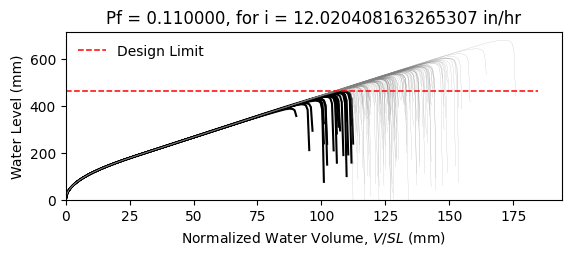 Pf = 0.110000, for i = 12.020408163265307 in/hr
Design Limit
Water Level (mm)
600
400
200
0
0 25 50 75 100 125 150 175
Normalized Water Volume, V/SL (mm)